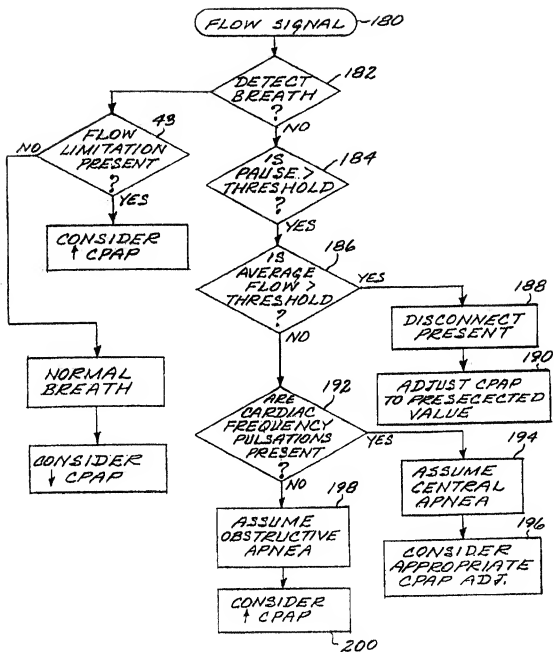 FLOW SIGNAL
180
182
DETECT
BREATH
?
NO
43
FLOW
LIMITATION
PRESENT
?
NO
YES
184
IS
PAUSE. >
THRESHOLD
?
YES
CONSIDER
↑ CPAP
186
IS
AVERAGE
FLOW >
THRESHOLD
?
YES
NO
188
DISCONNECT
PRESENT
190
ADJUST CPAP
TO PRESECECTED
VALUE
NORMAL
BREATH
CONSIDER
↓ CPAP
192
ARE
CARDIAC
FREQUENCY
PULSATIONS
PRESENT
?
YES
NO
194
ASSUME
CENTRAL
APNEA
196
CONSIDER
APPROPRIATE
CPAP ADJ.
198
ASSUME
OBSTRUCTIVE
APNEA
CONSIDER
↑ CPAP
200